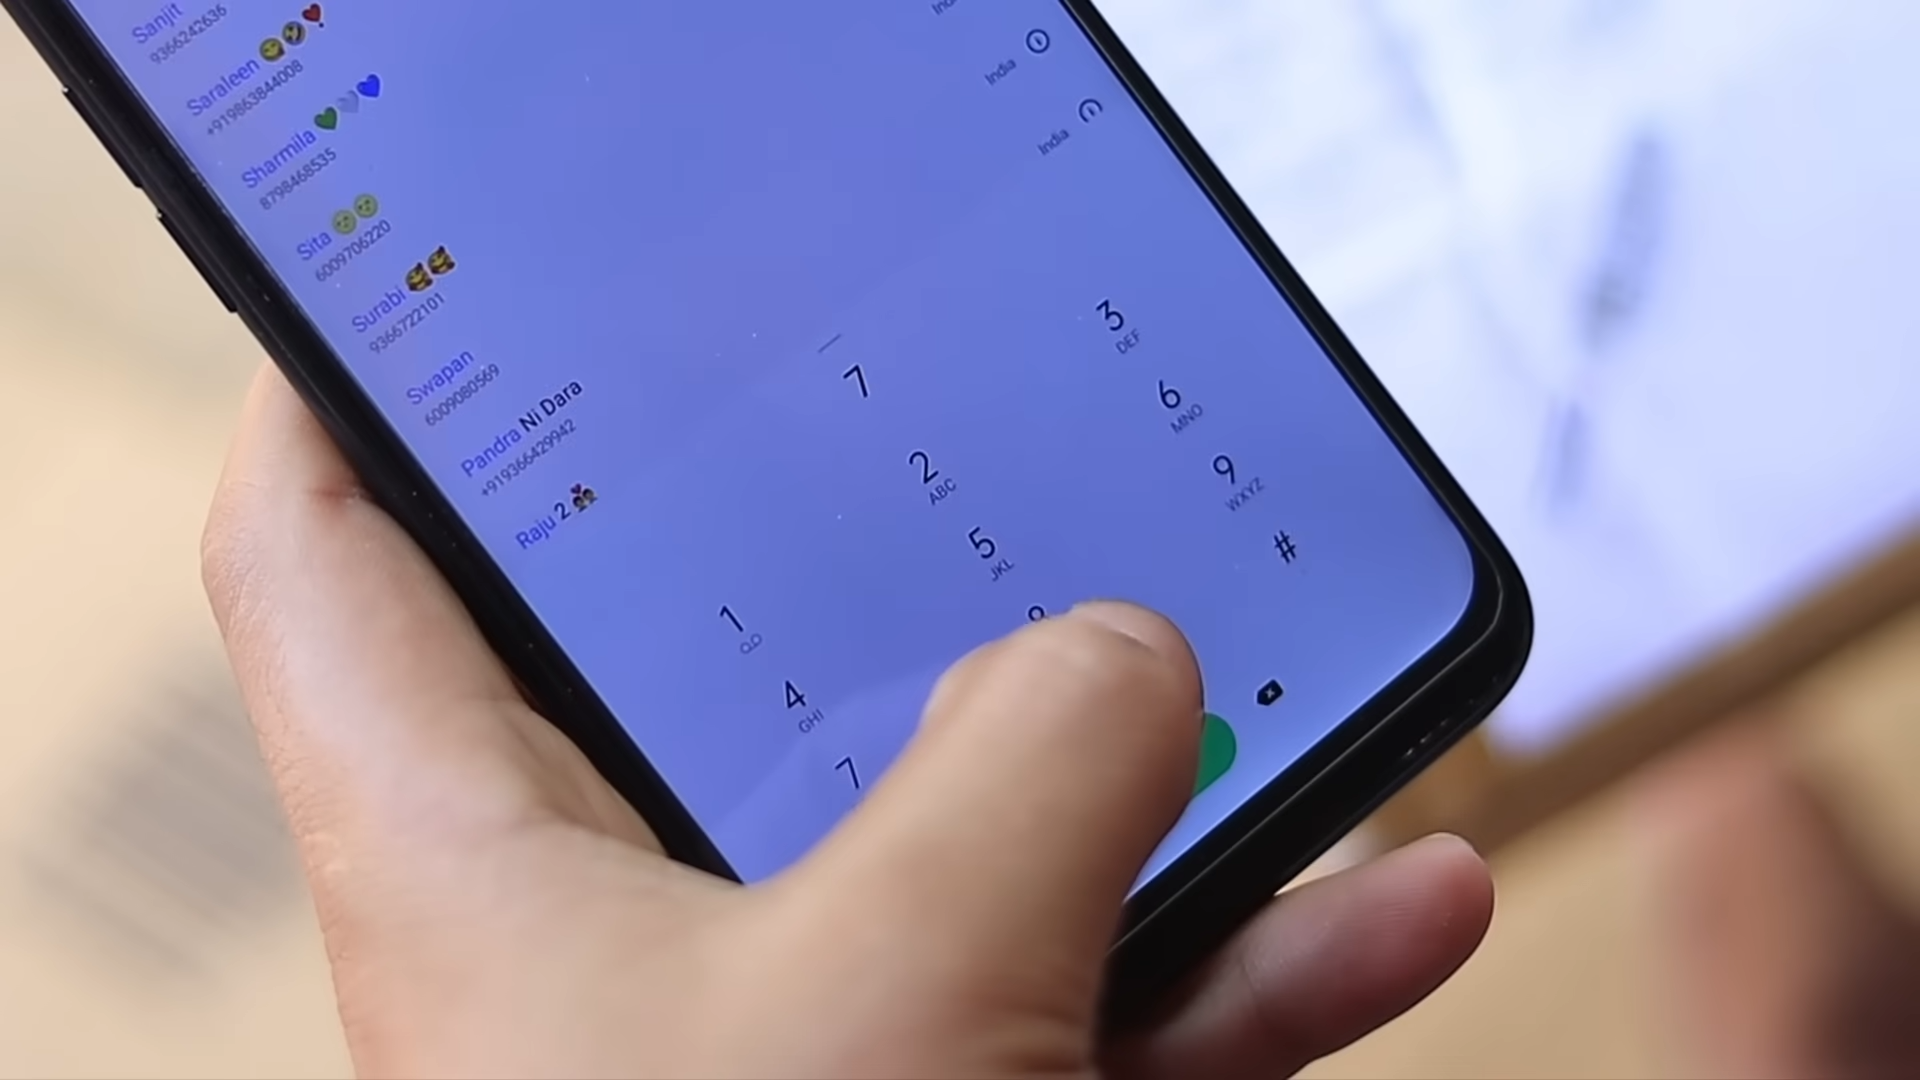 Sanjit
9366242636
Saraleen 😋🤣❣️
+919863844008
Sharmila 💚🤍💙
8798468535
Sita 🤢🤢
6009706220
Surabi 🥰🥰
9366722101
Swapan
6009080569
Pandra Ni Dara
+919366429942
Raju 2 💑
India
India
7
1
2 ABC
3 DEF
4 GHI
5 JKL
6 MNO
7
8
9 WXYZ
#